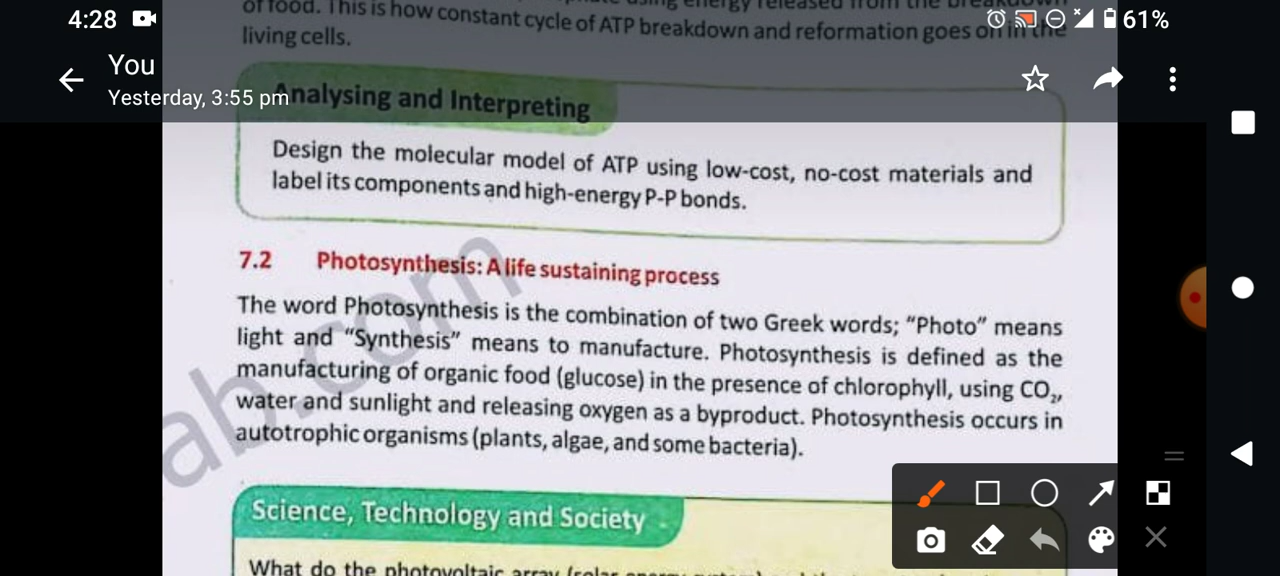 4:28
61%
of food. This is how constant cycle of ATP breakdown and reformation goes on in the
living cells.
You
Yesterday, 3:55 pm
Analysing and Interpreting
Design the molecular model of ATP using low-cost, no-cost materials and
label its components and high-energy P-P bonds.
7.2 Photosynthesis: A life sustaining process
The word Photosynthesis is the combination of two Greek words; “Photo” means
light and “Synthesis” means to manufacture. Photosynthesis is defined as the
manufacturing of organic food (glucose) in the presence of chlorophyll, using CO₂,
water and sunlight and releasing oxygen as a byproduct. Photosynthesis occurs in
autotrophic organisms (plants, algae, and some bacteria).
ab.com
Science, Technology and Society
What do the photovoltaic array (solar energy system)